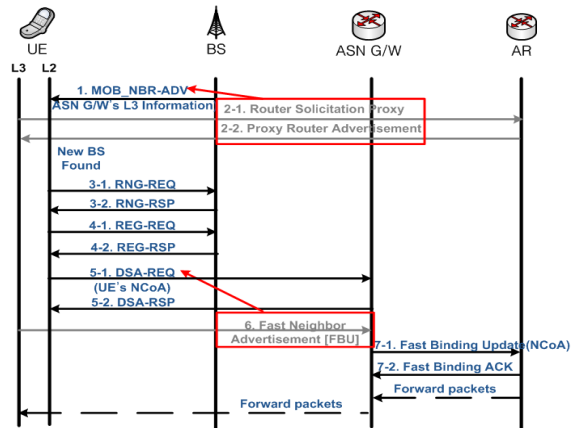 UE
BS
ASN G/W
AR
L3 L2
1. MOB_NBR-ADV
ASN G/W's L3 Information
2-1. Router Solicitation Proxy
2-2. Proxy Router Advertisement
New BS
Found
3-1. RNG-REQ
3-2. RNG-RSP
4-1. REG-REQ
4-2. REG-RSP
5-1. DSA-REQ
(UE's NCoA)
5-2. DSA-RSP
6. Fast Neighbor
Advertisement [FBU]
7-1. Fast Binding Update(NCoA)
7-2. Fast Binding ACK
Forward packets
Forward packets